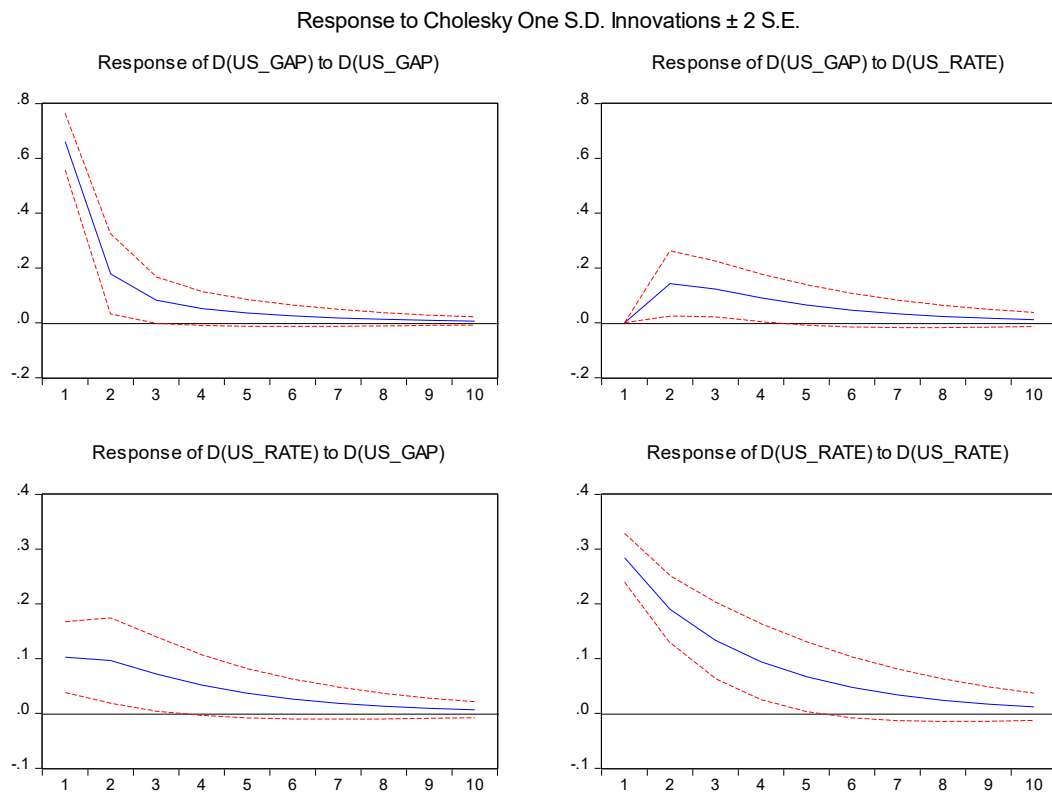 Response to Cholesky One S.D. Innovations ± 2 S.E.
Response of D(US_GAP) to D(US_GAP)
.8
.6
.4
.2
.0
-.2
1 2 3 4 5 6 7 8 9 10
Response of D(US_GAP) to D(US_RATE)
.8
.6
.4
.2
.0
-.2
1 2 3 4 5 6 7 8 9 10
Response of D(US_RATE) to D(US_GAP)
.4
.3
.2
.1
.0
-.1
1 2 3 4 5 6 7 8 9 10
Response of D(US_RATE) to D(US_RATE)
.4
.3
.2
.1
.0
-.1
1 2 3 4 5 6 7 8 9 10